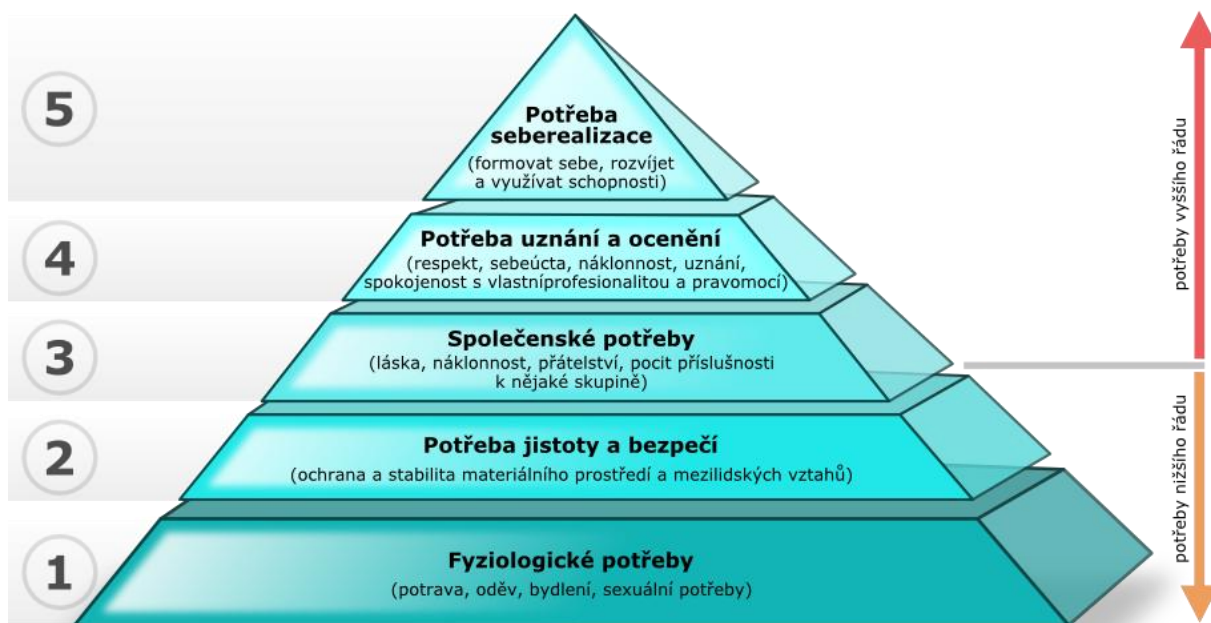 5
Potřeba
seberealizace
(formovat sebe, rozvíjet
a využívat schopnosti)
4
Potřeba uznání a ocenění
(respekt, sebeúcta, náklonnost, uznání,
spokojenost s vlastníprofesionalitou a pravomocí)
3
Společenské potřeby
(láska, náklonnost, přátelství, pocit příslušnosti
k nějaké skupině)
2
Potřeba jistoty a bezpečí
(ochrana a stabilita materiálního prostředí a mezilidských vztahů)
1
Fyziologické potřeby
(potrava, oděv, bydlení, sexuální potřeby)
potřeby vyššího řádu
potřeby nižšího řádu